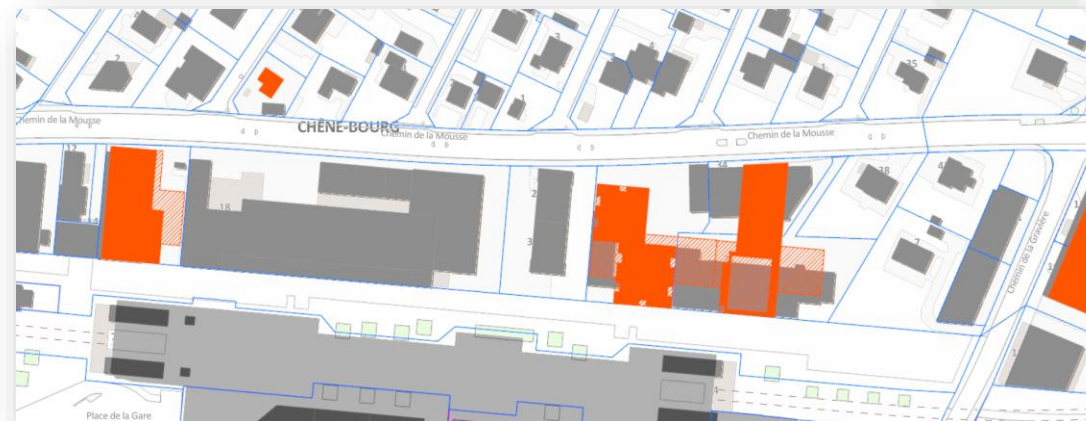 2
3
4
1
1
25
Chemin de la Mousse
CHÊNE-BOURG
Chemin de la Mousse
Chemin de la Mousse
12
18
2
3
34
38
7
Chemin de la Gravière
Place de la Gare